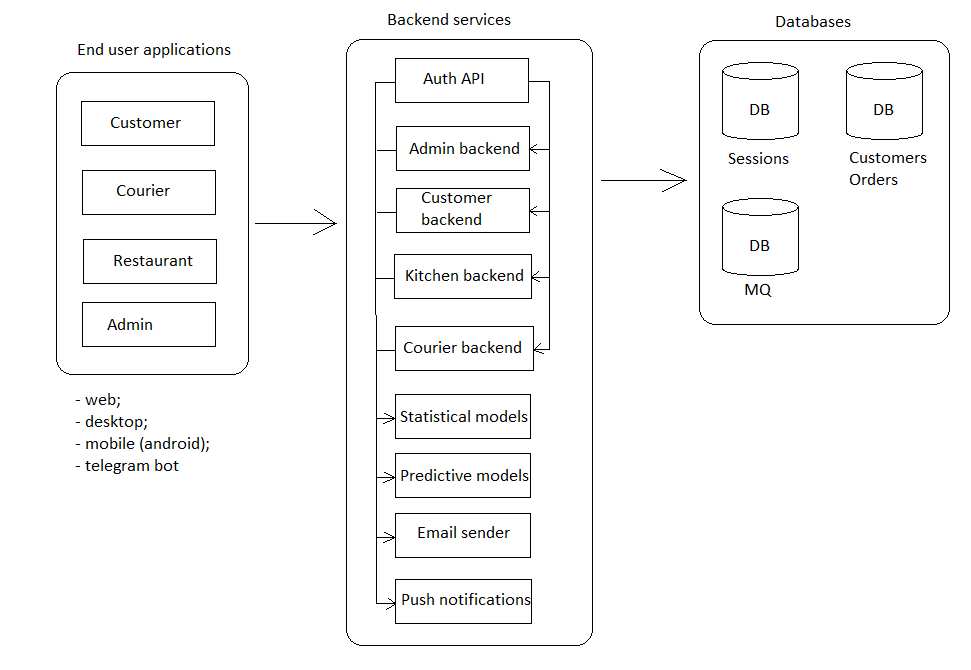 End user applications
Customer
Courier
Restaurant
Admin
- web;
- desktop;
- mobile (android);
- telegram bot
Backend services
Auth API
Admin backend
Customer
backend
Kitchen backend
Courier backend
Statistical models
Predictive models
Email sender
Push notifications
Databases
DB
Sessions
DB
Customers
Orders
DB
MQ